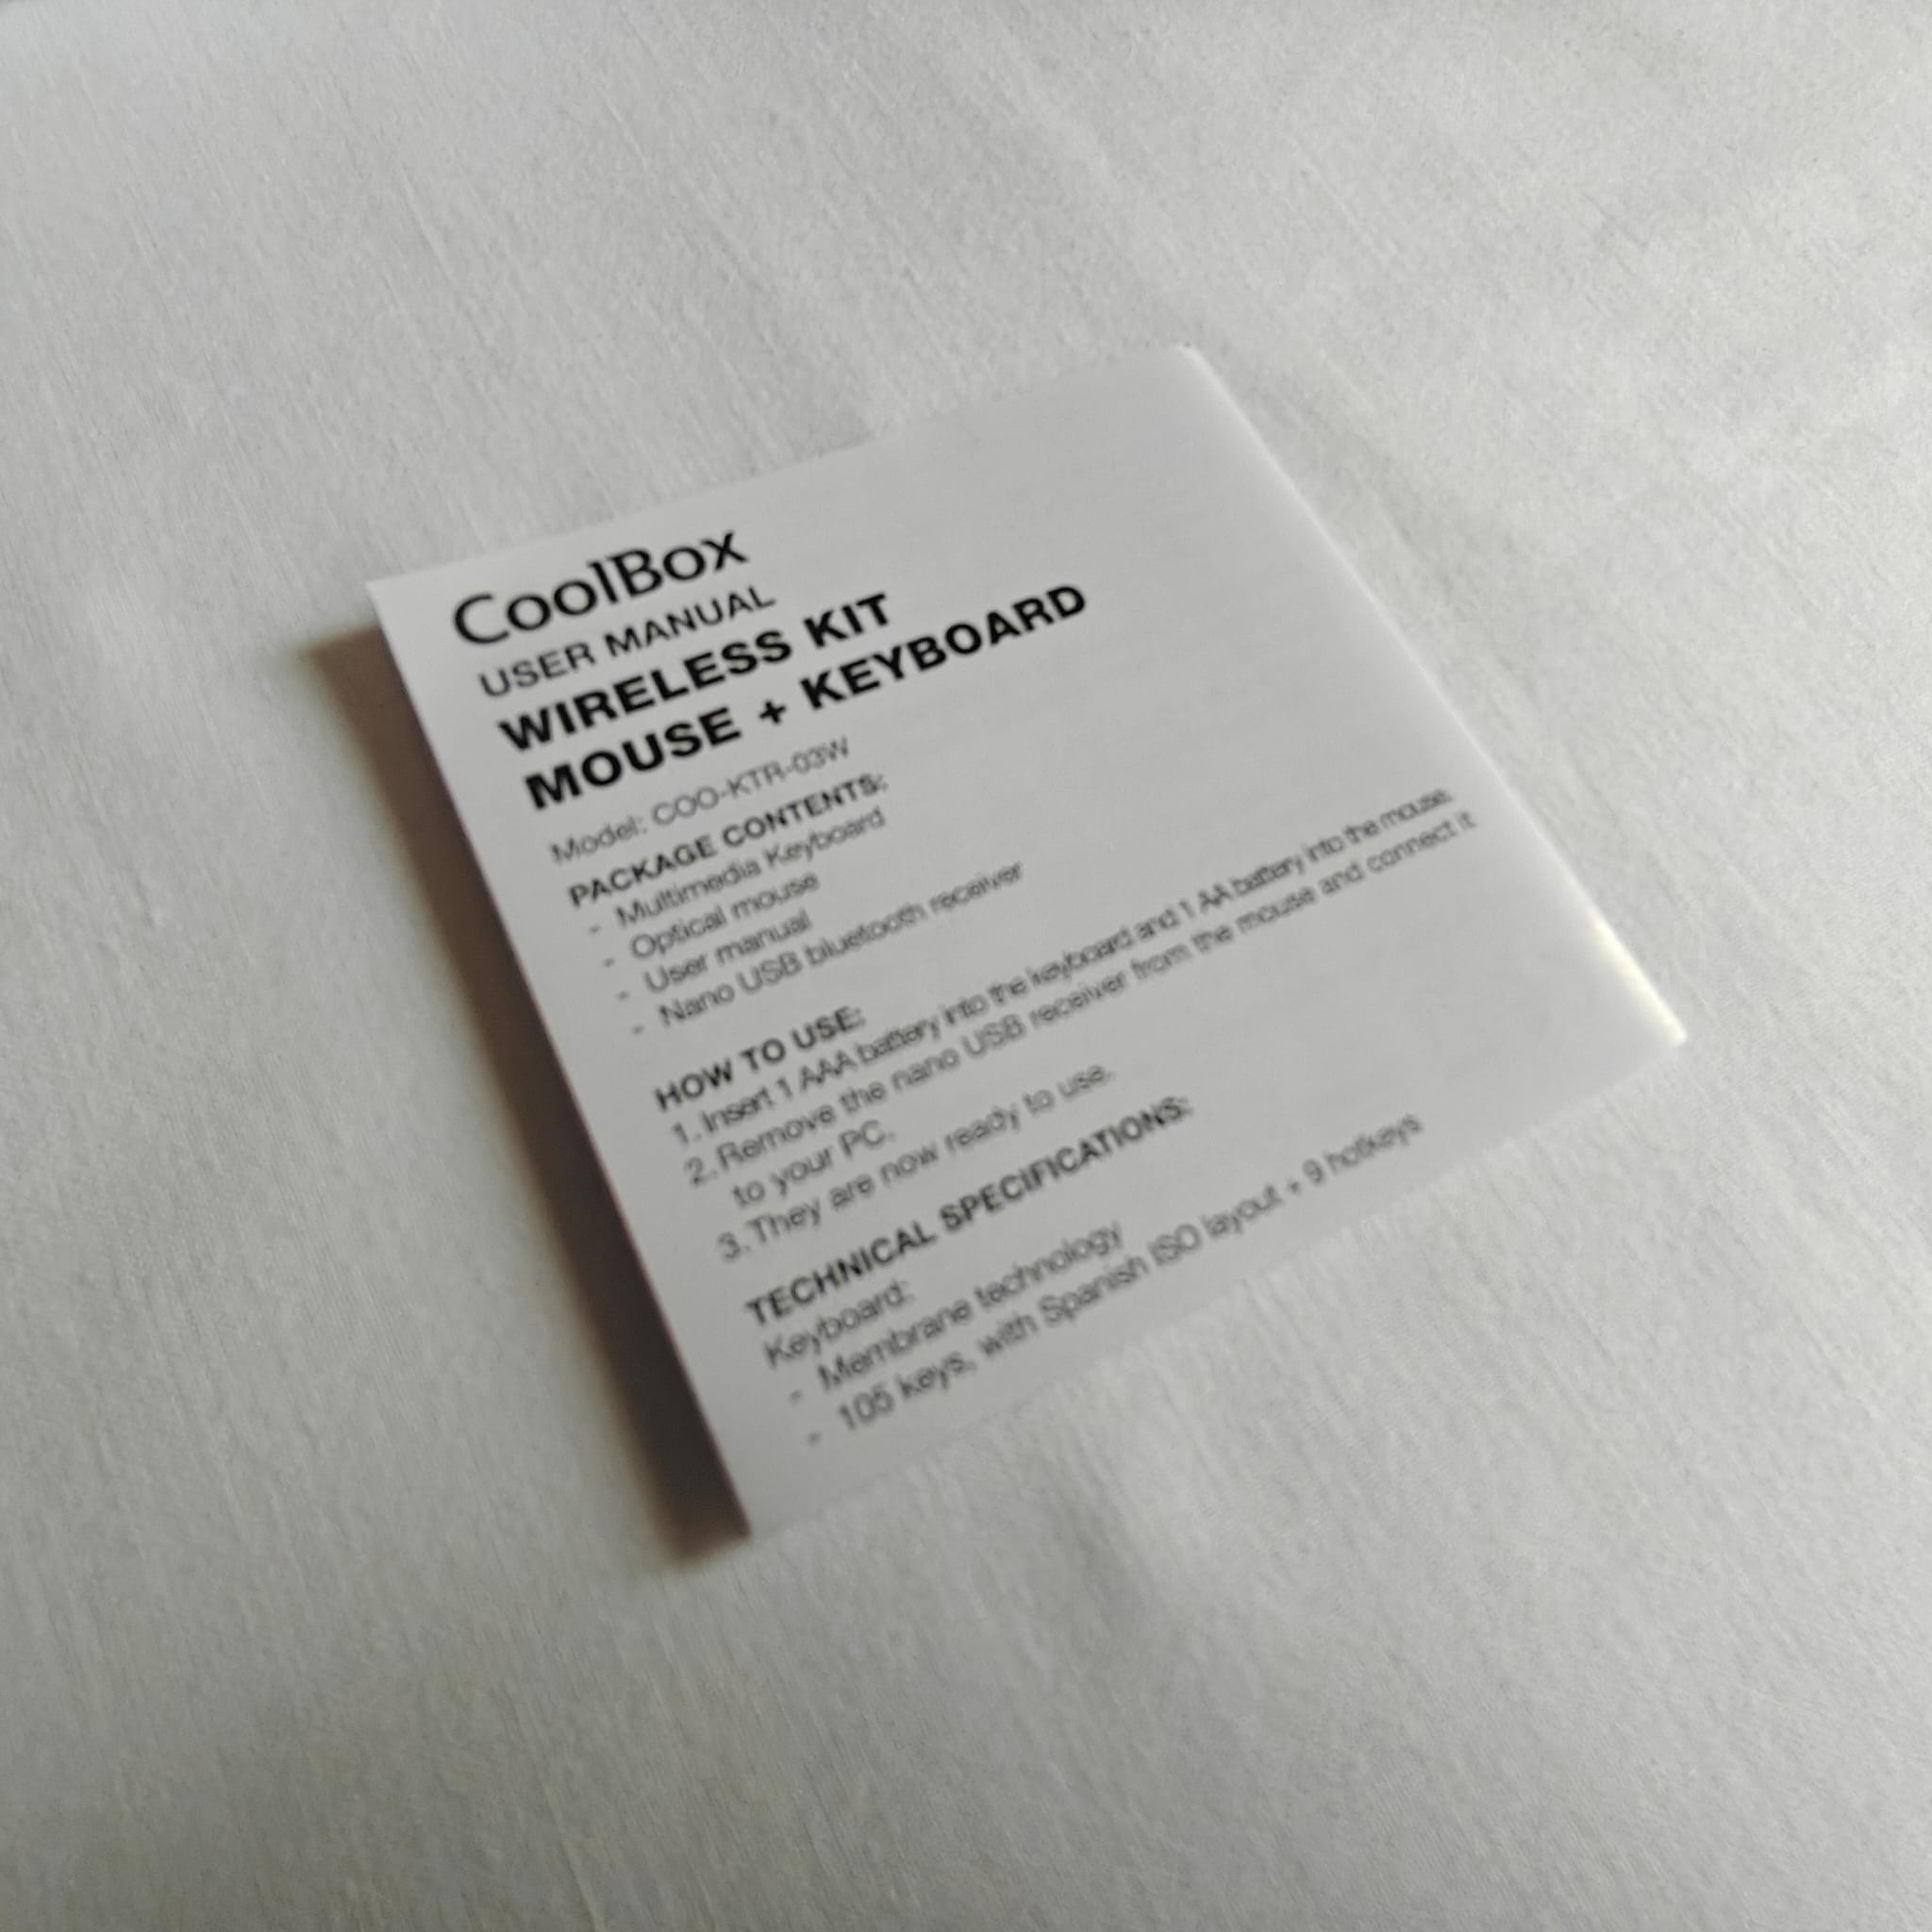 CoolBox
USER MANUAL
WIRELESS KIT
MOUSE + KEYBOARD
Model: COO-KTR-03W
PACKAGE CONTENTS:
- Multimedia Keyboard
- Optical mouse
- User manual
- Nano USB bluetooth receiver
HOW TO USE:
1. Insert 1 AAA battery into the keyboard and 1 AA battery into the mouse.
2. Remove the nano USB receiver from the mouse and connect it
to your PC.
3. They are now ready to use.
TECHNICAL SPECIFICATIONS:
Keyboard:
- Membrane technology
- 105 keys, with Spanish ISO layout + 9 hotkeys